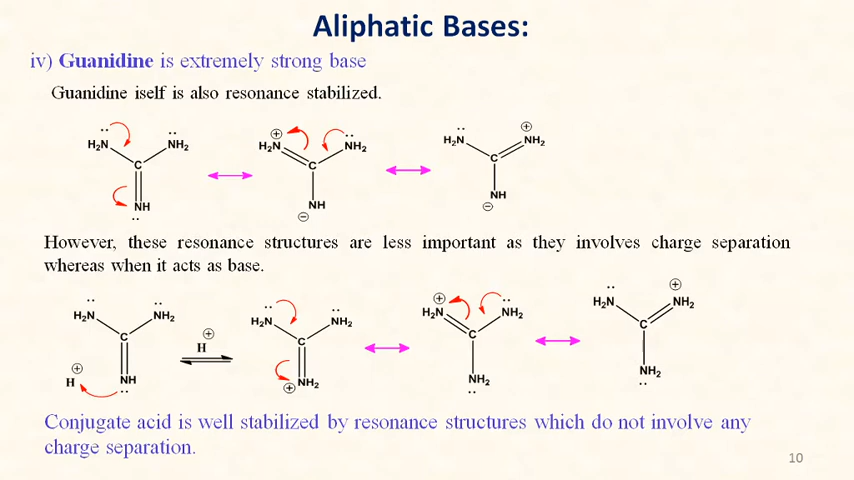 Aliphatic Bases:
iv) Guanidine is extremely strong base
Guanidine iself is also resonance stabilized.
H₂N NH₂ C NH
⊕ H₂N NH₂ C NH ⊖
H₂N ⊕ NH₂ C NH ⊖
However, these resonance structures are less important as they involves charge separation
whereas when it acts as base.
H₂N NH₂ C NH ⊕ H
⊕ H
H₂N NH₂ C ⊕ NH₂
⊕ H₂N NH₂ C NH₂
H₂N ⊕ NH₂ C NH₂
Conjugate acid is well stabilized by resonance structures which do not involve any
charge separation.
10